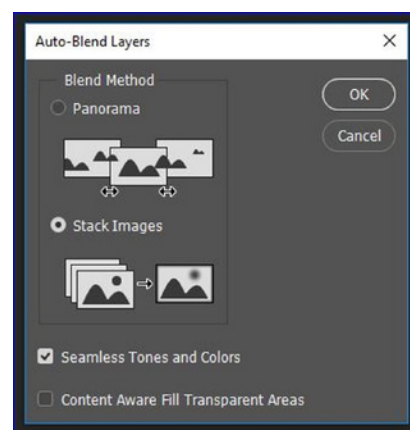 Auto-Blend Layers
Blend Method
Panorama
OK
Cancel
Stack Images
Seamless Tones and Colors
Content Aware Fill Transparent Areas